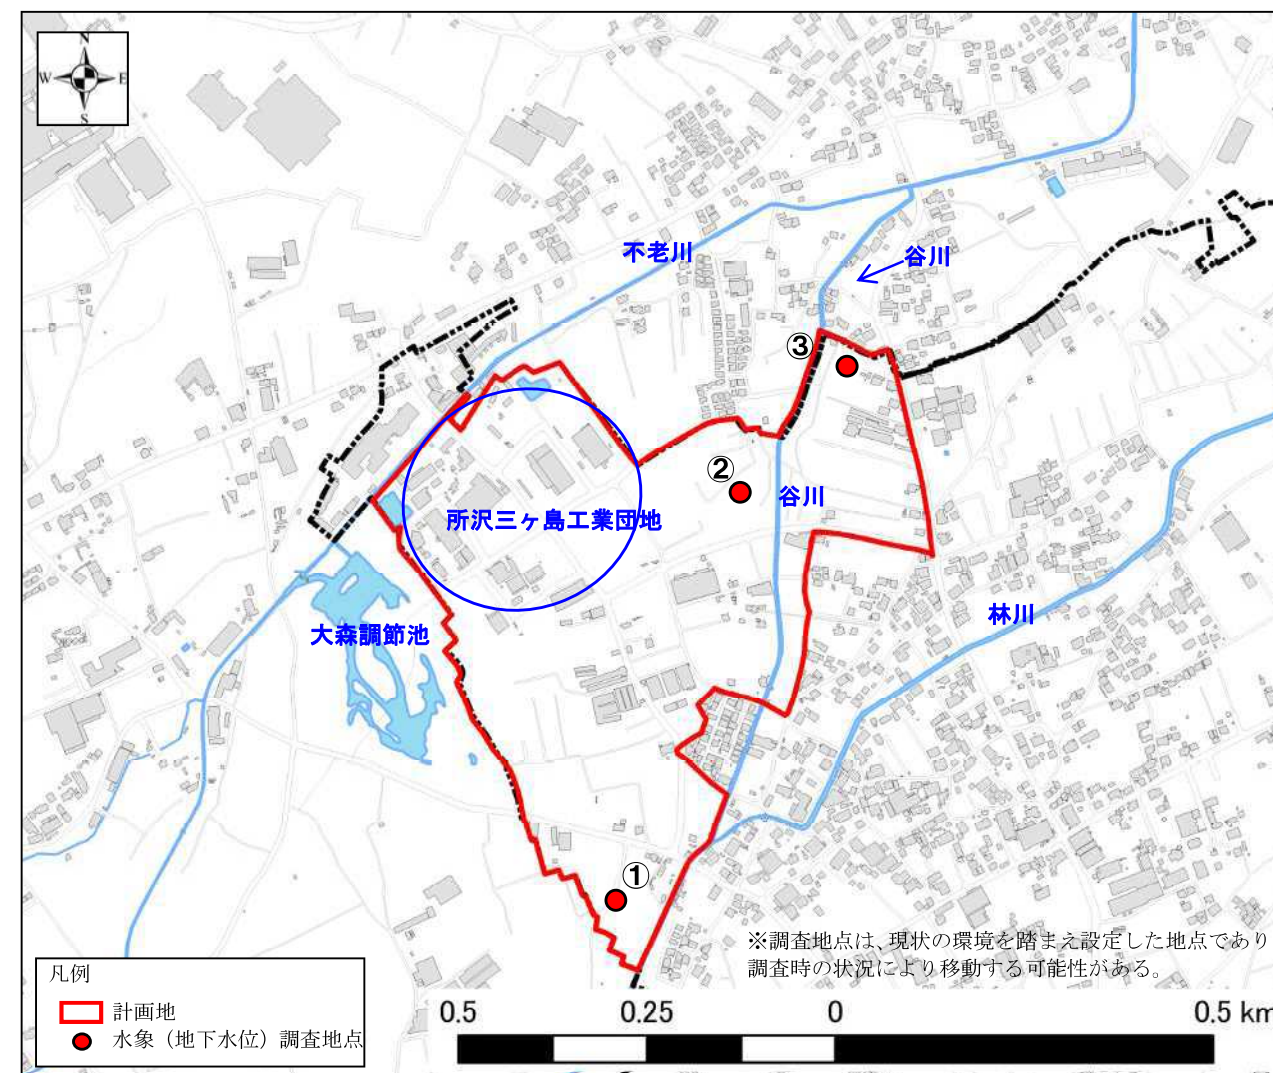 N
W
E
S
不老川
谷川
③
②
谷川
所沢三ヶ島工業団地
林川
大森調節池
①
※調査地点は、現状の環境を踏まえ設定した地点であり
調査時の状況により移動する可能性がある。
凡例
計画地
水象（地下水位）調査地点
0.5 0.25 0 0.5 km